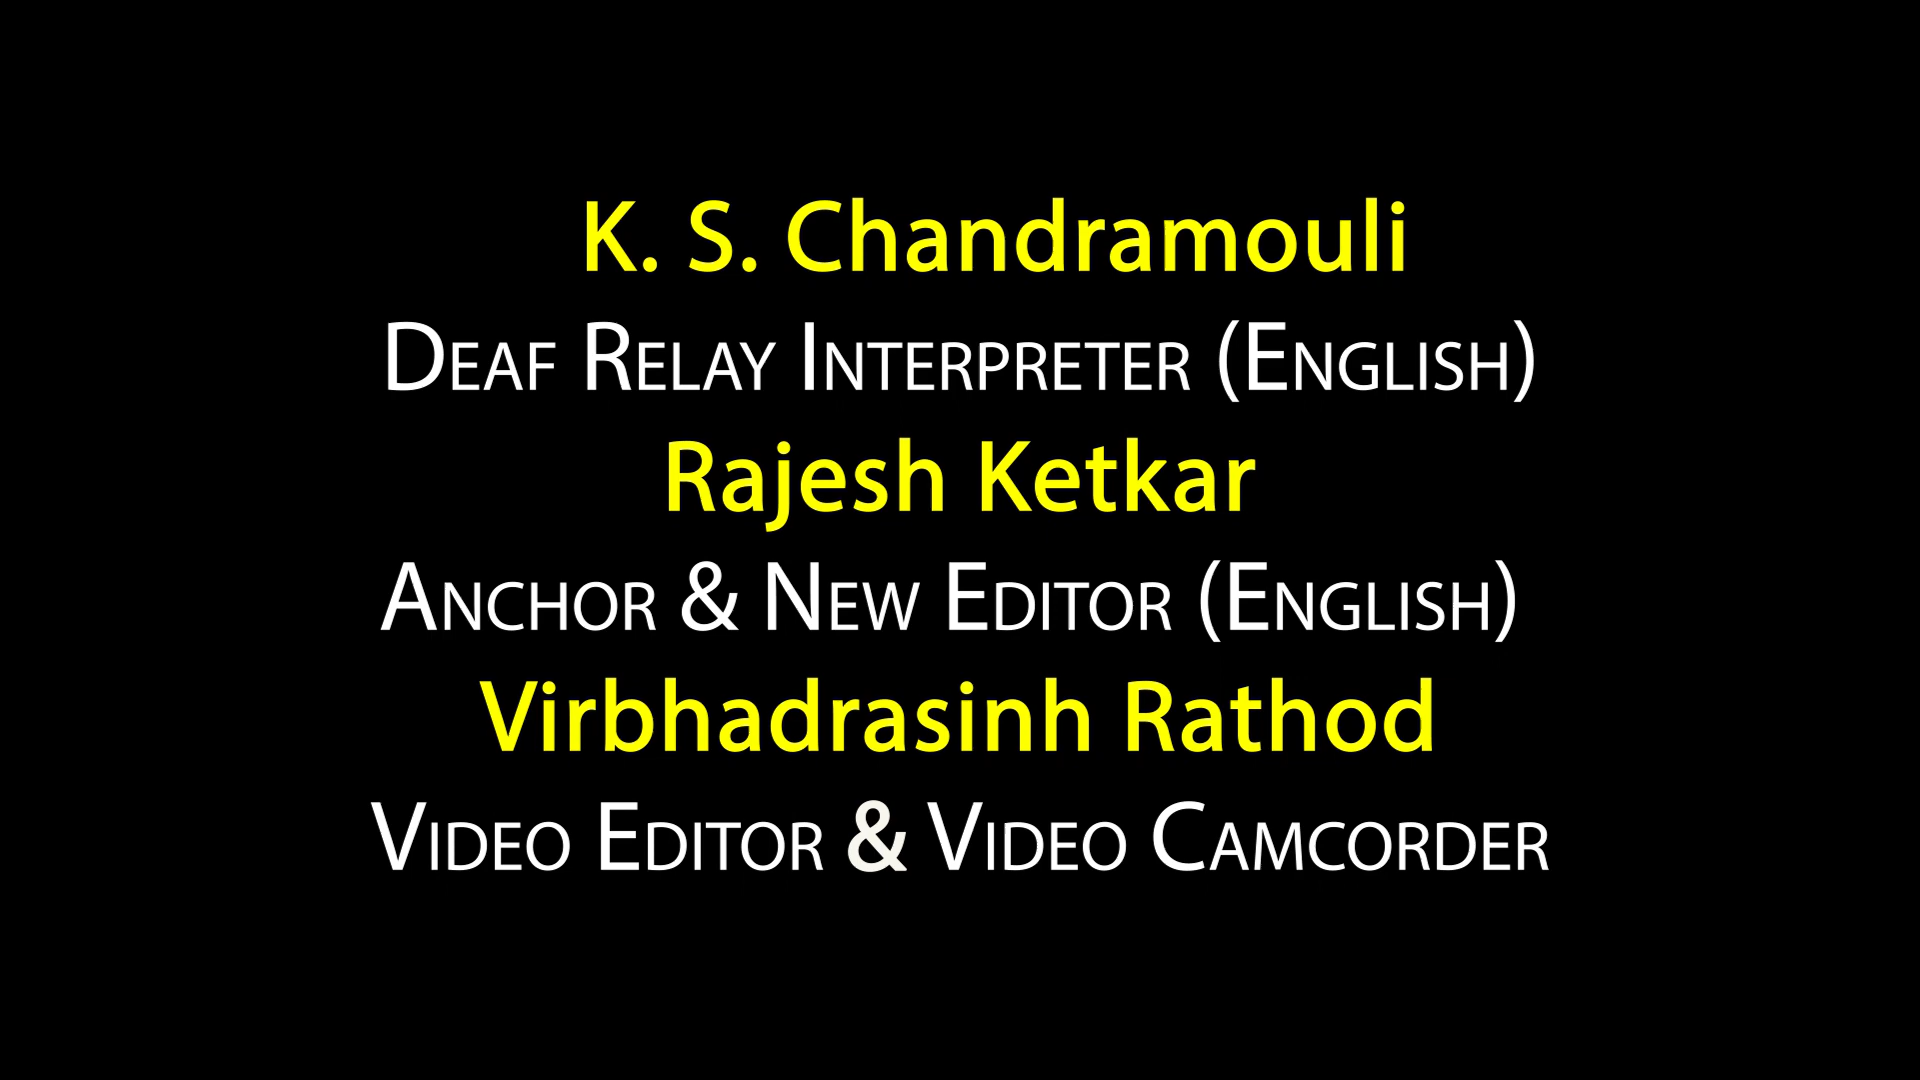 K. S. Chandramouli
Deaf Relay Interpreter (English)
Rajesh Ketkar
Anchor & New Editor (English)
Virbhadrasinh Rathod
Video Editor & Video Camcorder